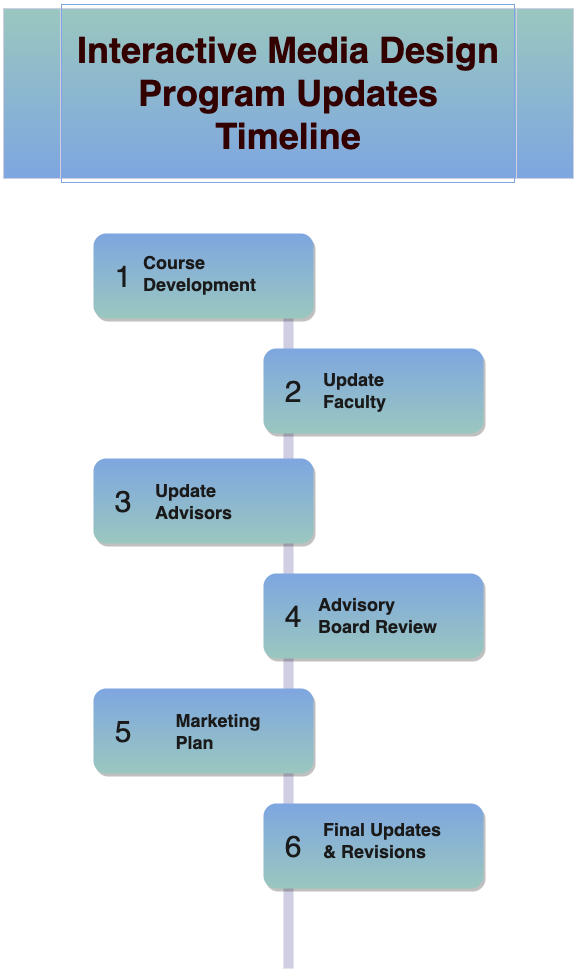 Interactive Media Design
Program Updates
Timeline
1 Course
Development
2 Update
Faculty
3 Update
Advisors
4 Advisory
Board Review
5 Marketing
Plan
6 Final Updates
& Revisions